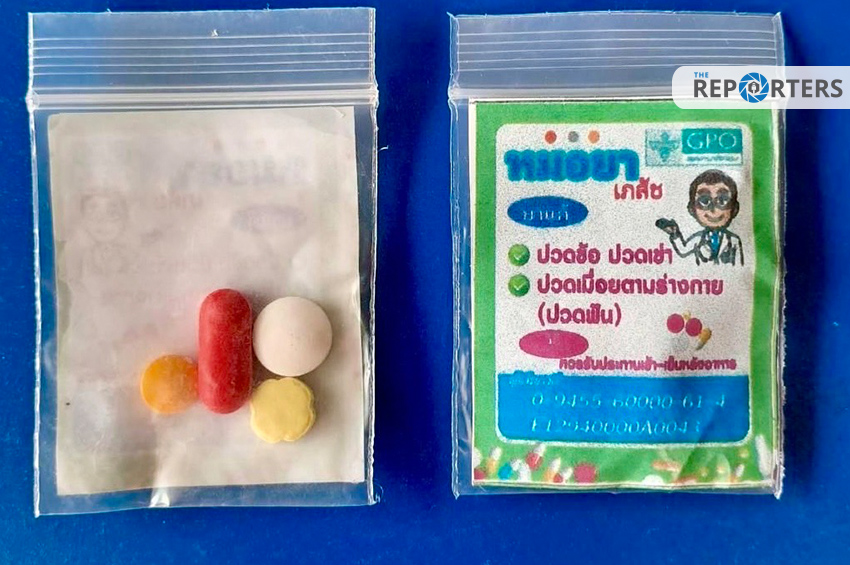 THE
REPORTERS
GPO
หมอยา
เภสัช
ยาแก้
ปวดข้อ ปวดเข่า
ปวดเมื่อยตามร่างกาย
(ปวดฟัน)
ควรรับประทานเช้า-เย็นหลังอาหาร
0-9455-60000-61-4
E12940000A0043